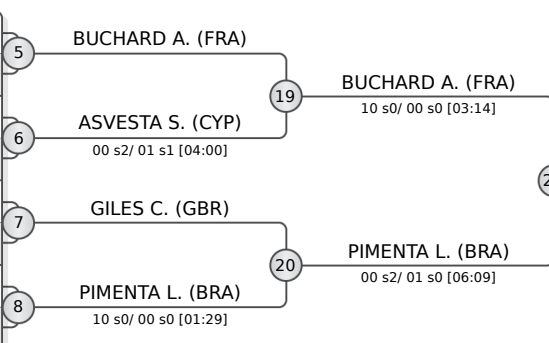 5
BUCHARD A. (FRA)
19
BUCHARD A. (FRA)
10 s0/ 00 s0 [03:14]
6
ASVESTA S. (CYP)
00 s2/ 01 s1 [04:00]
7
GILES C. (GBR)
20
PIMENTA L. (BRA)
00 s2/ 01 s0 [06:09]
8
PIMENTA L. (BRA)
10 s0/ 00 s0 [01:29]